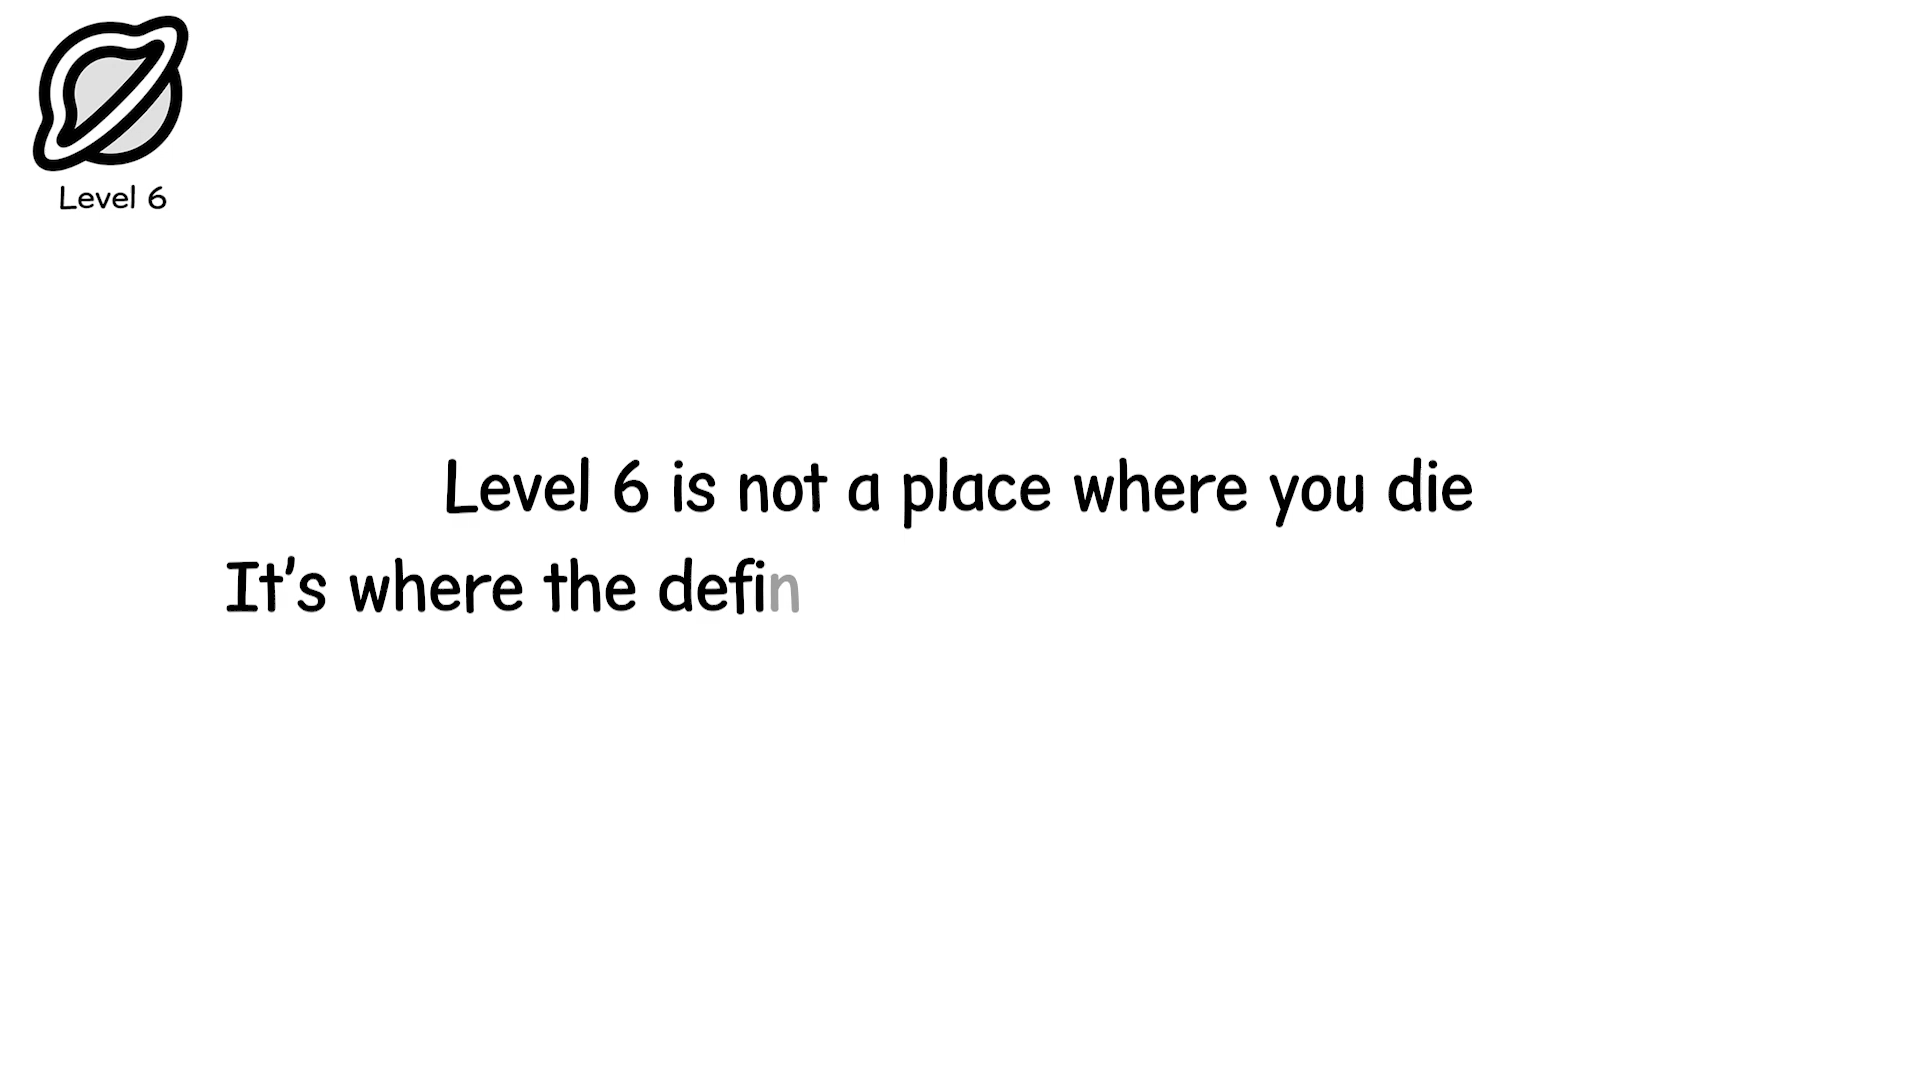 Level 6
Level 6 is not a place where you die
It's where the defin